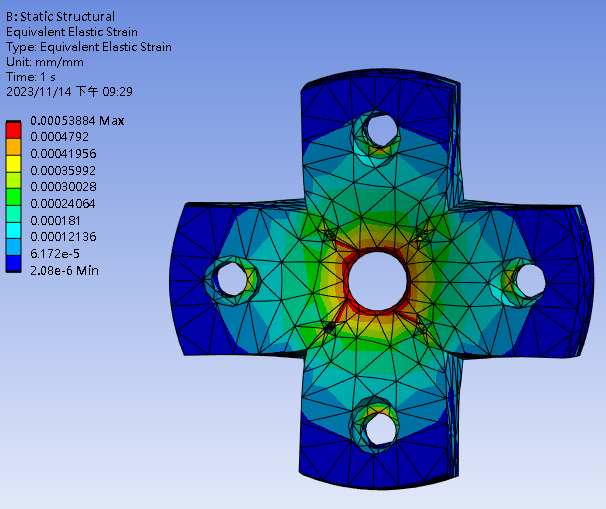 B: Static Structural
Equivalent Elastic Strain
Type: Equivalent Elastic Strain
Unit: mm/mm
Time: 1 s
2023/11/14 下午 09:29
0.00053884 Max
0.0004792
0.00041956
0.00035992
0.00030028
0.00024064
0.000181
0.00012136
6.172e-5
2.08e-6 Min